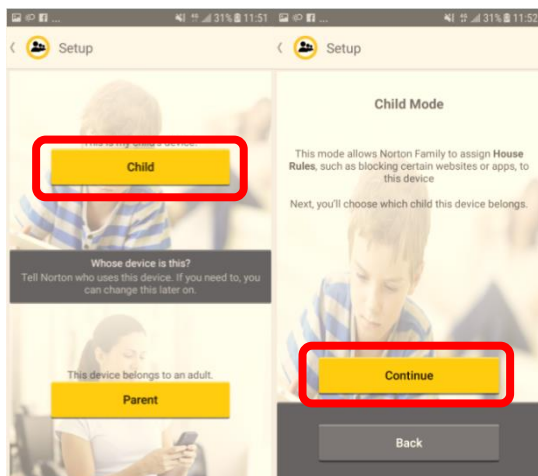 ... 31% 11:51
Setup
This is my child's device.
Child
Whose device is this?
Tell Norton who uses this device. If you need to, you
can change this later on.
This device belongs to an adult.
Parent
... 31% 11:52
Setup
Child Mode
This mode allows Norton Family to assign House
Rules, such as blocking certain websites or apps, to
this device
Next, you'll choose which child this device belongs.
Continue
Back